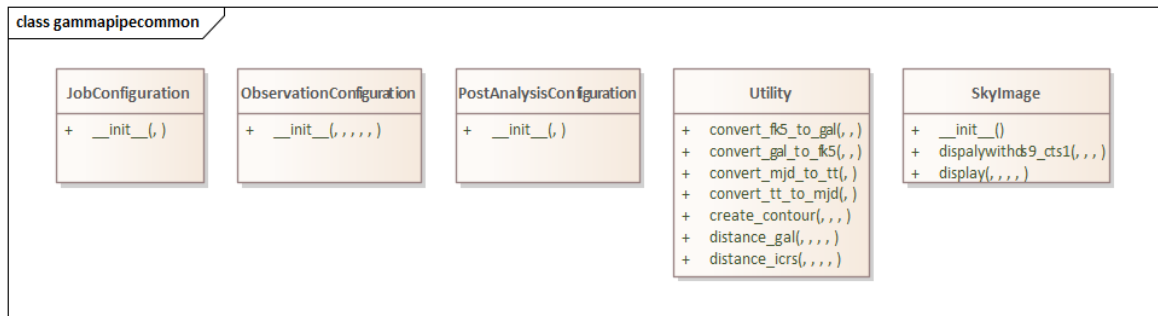 class gammapipecommon
JobConfiguration
+ __init__(, )
ObservationConfiguration
+ __init__(, , , , , )
PostAnalysisConfiguration
+ __init__(, )
Utility
+ convert_fk5_to_gal(, , )
+ convert_gal_to_fk5(, , )
+ convert_mjd_to_tt(, )
+ convert_tt_to_mjd(, )
+ create_contour(, , , )
+ distance_gal(, , , , )
+ distance_icrs(, , , , )
SkyImage
+ __init__()
+ dispalywithds9_cts1(, , , )
+ display(, , , , )